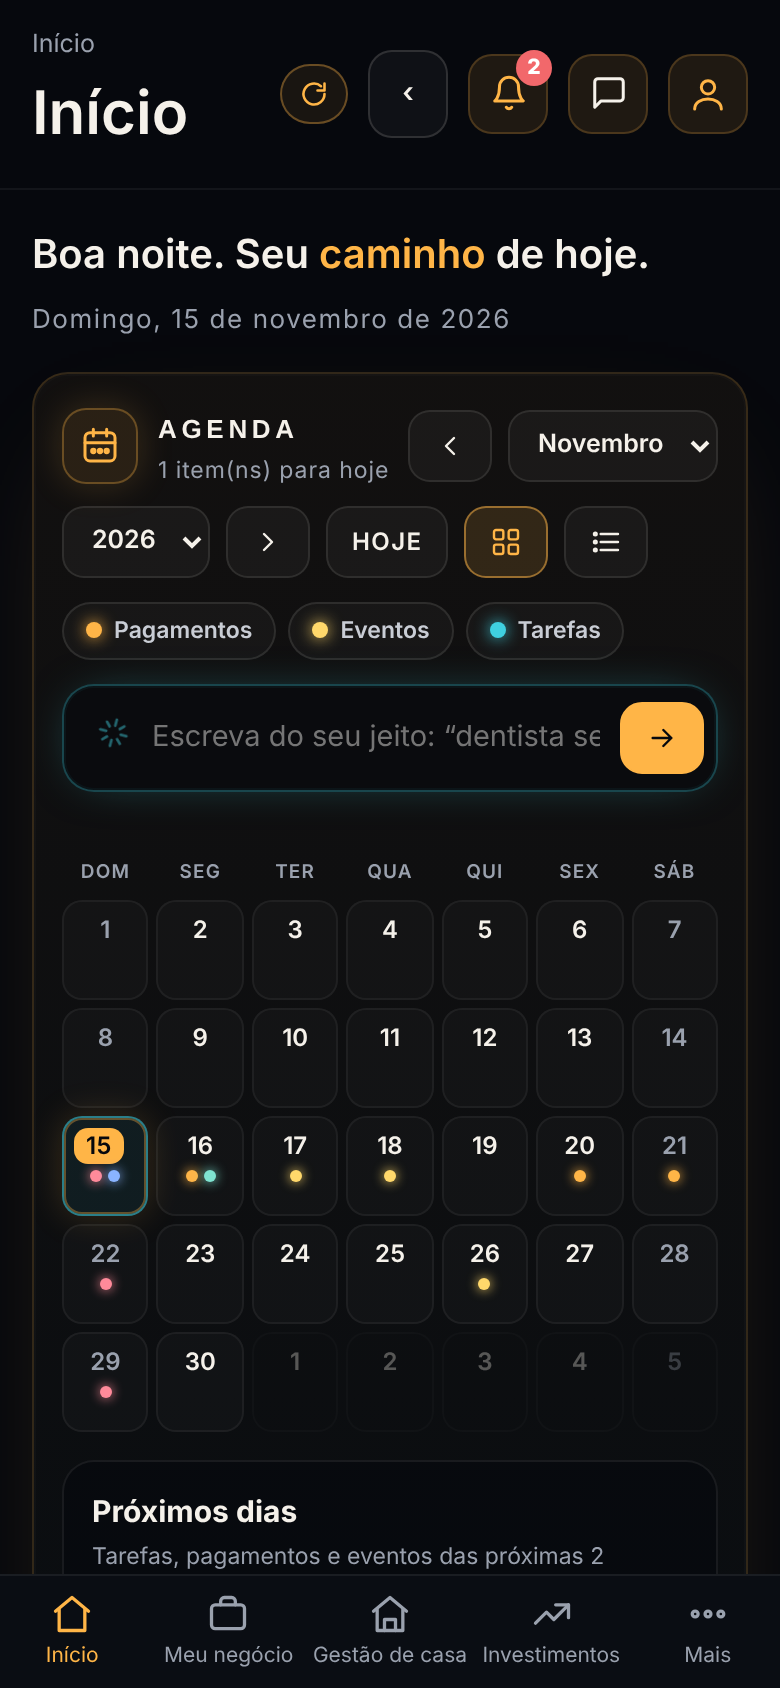 Início
Início
‹
2
Boa noite. Seu caminho de hoje.
Domingo, 15 de novembro de 2026
AGENDA
1 item(ns) para hoje
Novembro
2026
HOJE
Pagamentos
Eventos
Tarefas
Escreva do seu jeito: “dentista se
DOM SEG TER QUA QUI SEX SÁB
1 2 3 4 5 6 7
8 9 10 11 12 13 14
15 16 17 18 19 20 21
22 23 24 25 26 27 28
29 30 1 2 3 4 5
Próximos dias
Tarefas, pagamentos e eventos das próximas 2
Início
Meu negócio
Gestão de casa
Investimentos
Mais